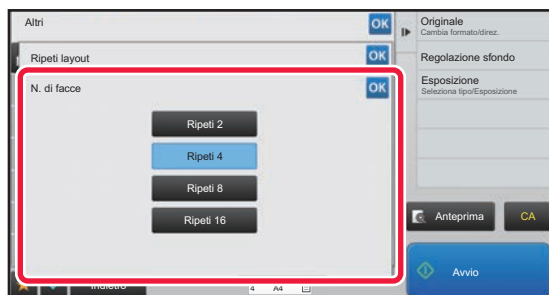 Altri
OK
Ripeti layout
OK
N. di facce
OK
Ripeti 2
Ripeti 4
Ripeti 8
Ripeti 16
Indietro
4 A4
Originale
Cambia formato/direz.
Regolazione sfondo
Esposizione
Seleziona tipo/Esposizione
Anteprima
CA
Avvio